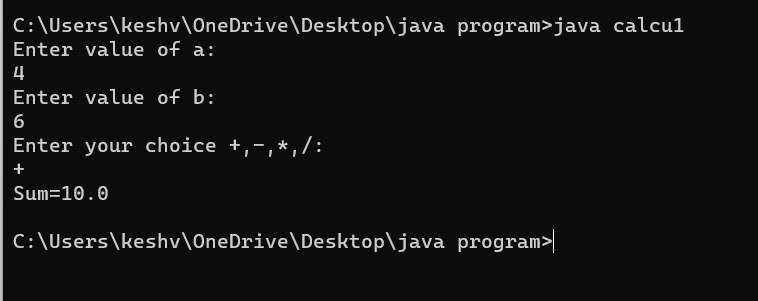 C:\Users\keshv\OneDrive\Desktop\java program>java calcu1
Enter value of a:
4
Enter value of b:
6
Enter your choice +,-,*,/:
+
Sum=10.0
C:\Users\keshv\OneDrive\Desktop\java program>